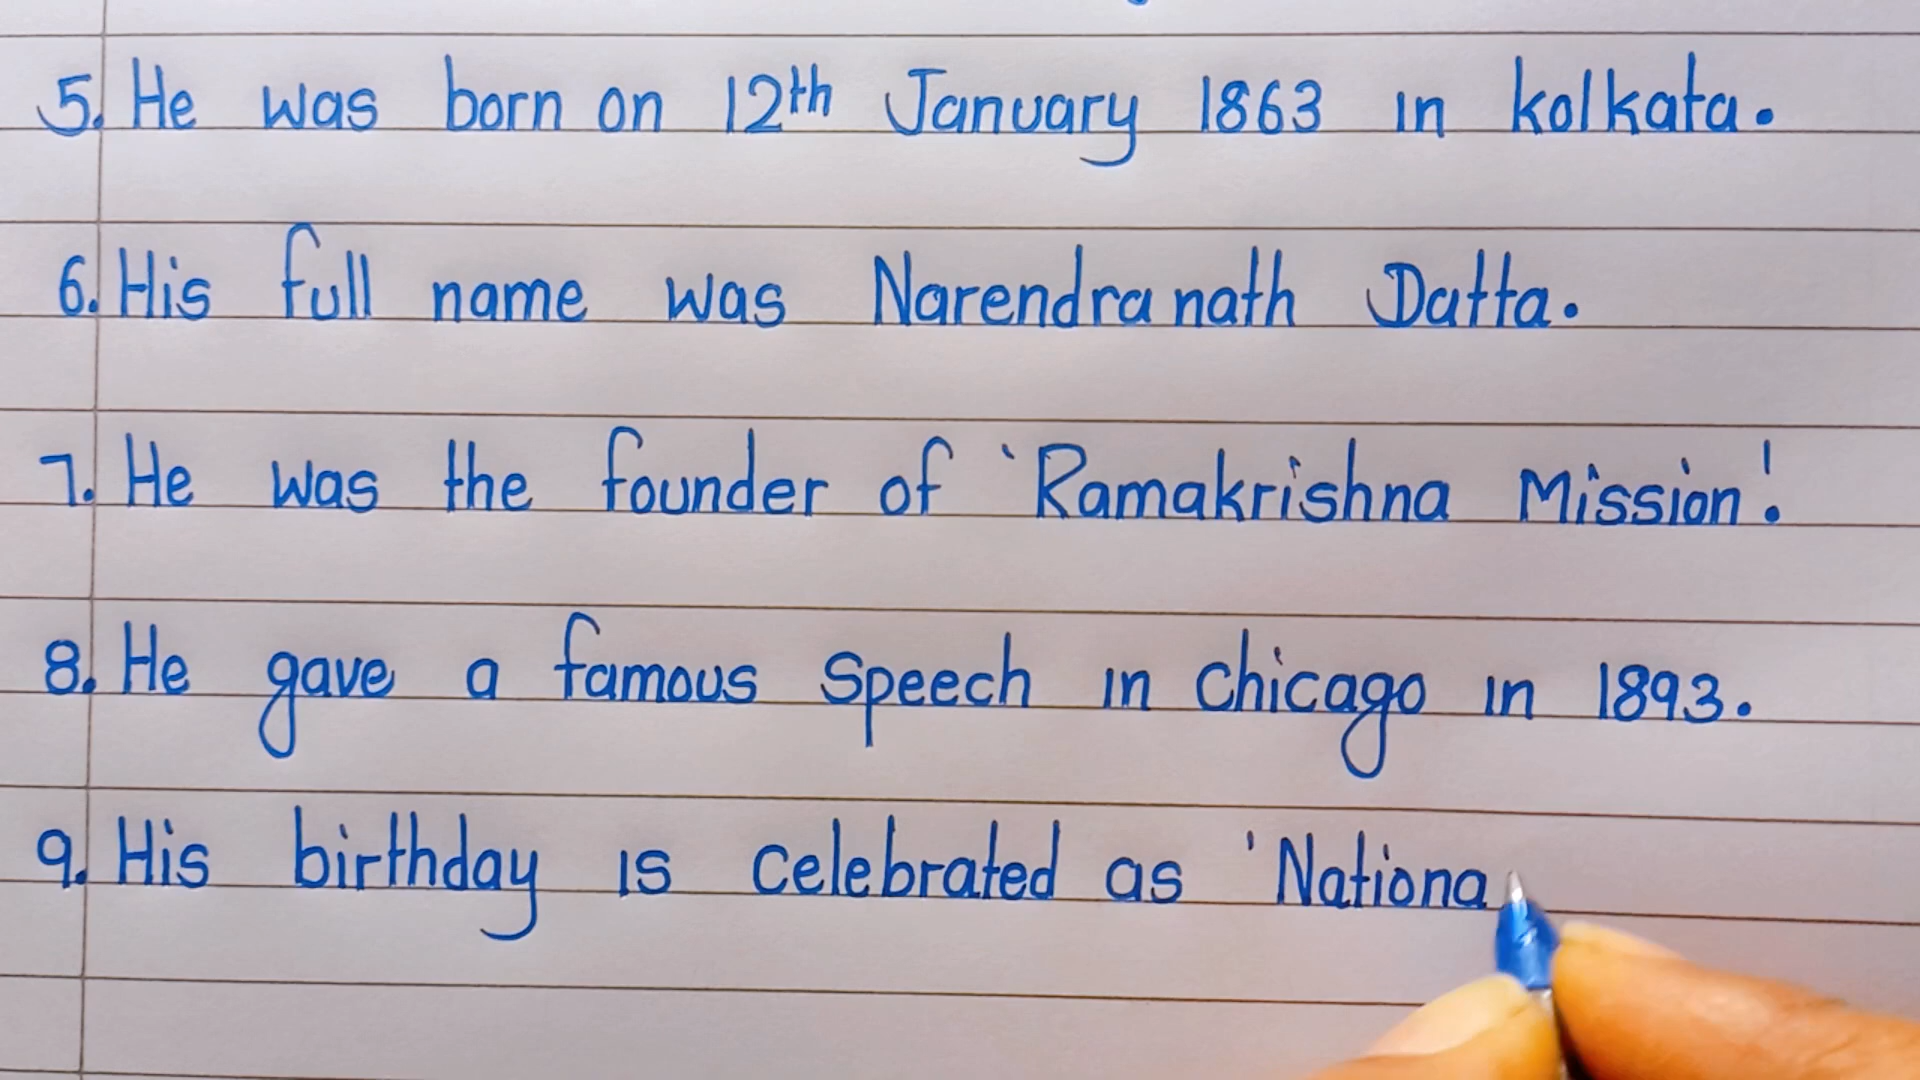 5. He was born on 12th January 1863 in kolkata.
6. His full name was Narendranath Datta.
7. He was the founder of 'Ramakrishna Mission'.
8. He gave a famous speech in chicago in 1893.
9. His birthday is celebrated as 'Nationa